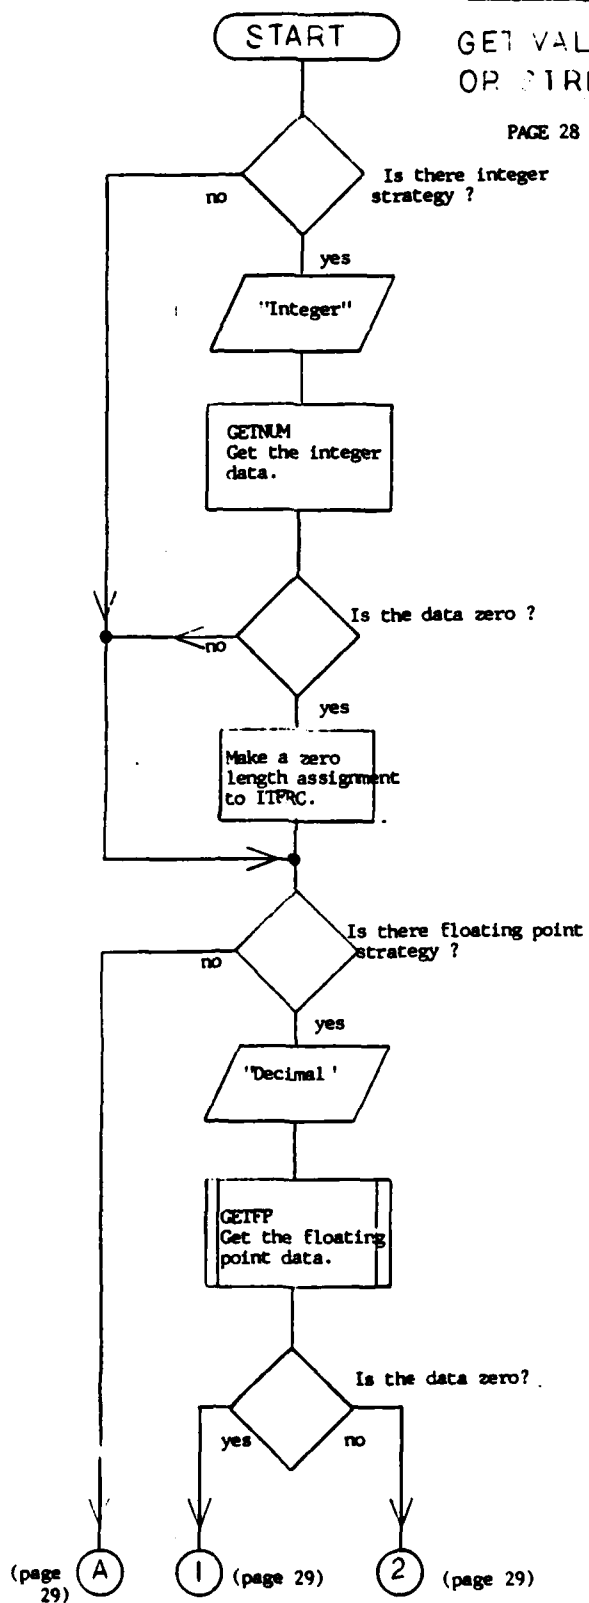 START
GET VAL
OR STRI
PAGE 28
Is there integer
strategy ?
no
yes
"Integer"
GETNUM
Get the integer
data.
Is the data zero ?
no
yes
Make a zero
length assignment
to ITFRC.
Is there floating point
strategy ?
no
yes
"Decimal'
GETFP
Get the floating
point data.
Is the data zero?
yes
no
(page
29)
A
1
(page 29)
2
(page 29)